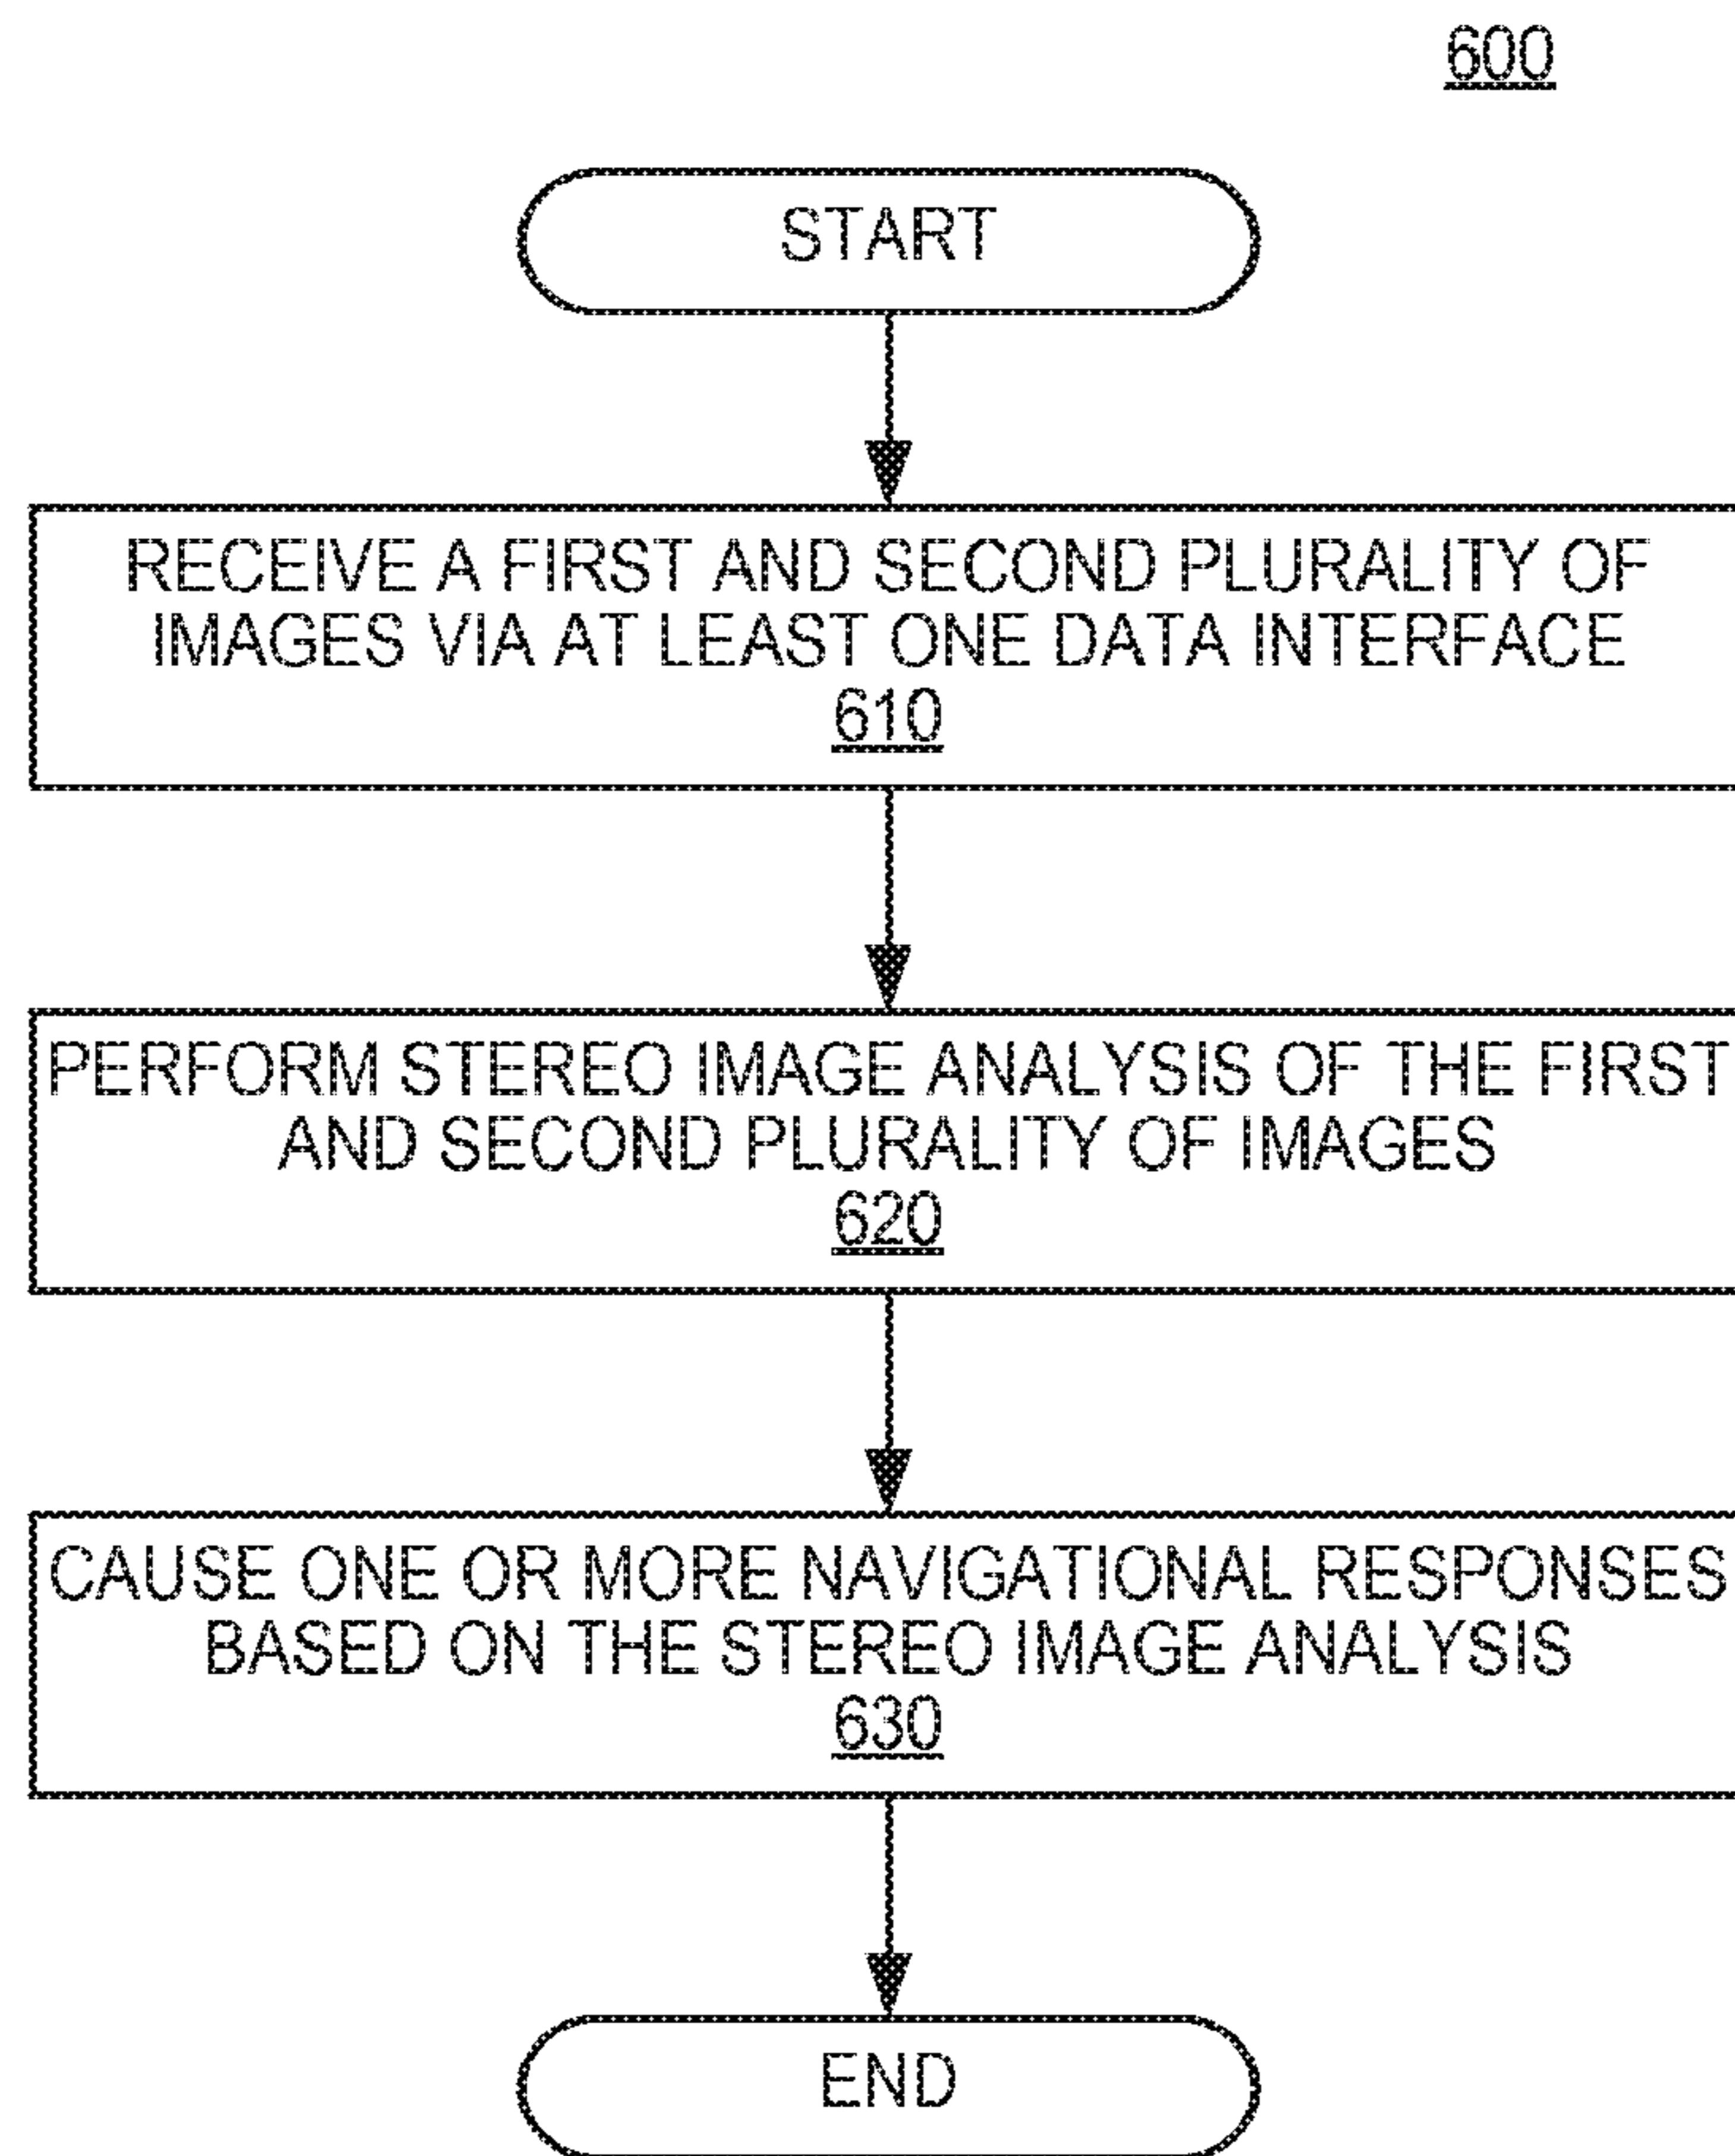 600
START
RECEIVE A FIRST AND SECOND PLURALITY OF
IMAGES VIA AT LEAST ONE DATA INTERFACE
610
PERFORM STEREO IMAGE ANALYSIS OF THE FIRST
AND SECOND PLURALITY OF IMAGES
620
CAUSE ONE OR MORE NAVIGATIONAL RESPONSES
BASED ON THE STEREO IMAGE ANALYSIS
630
END